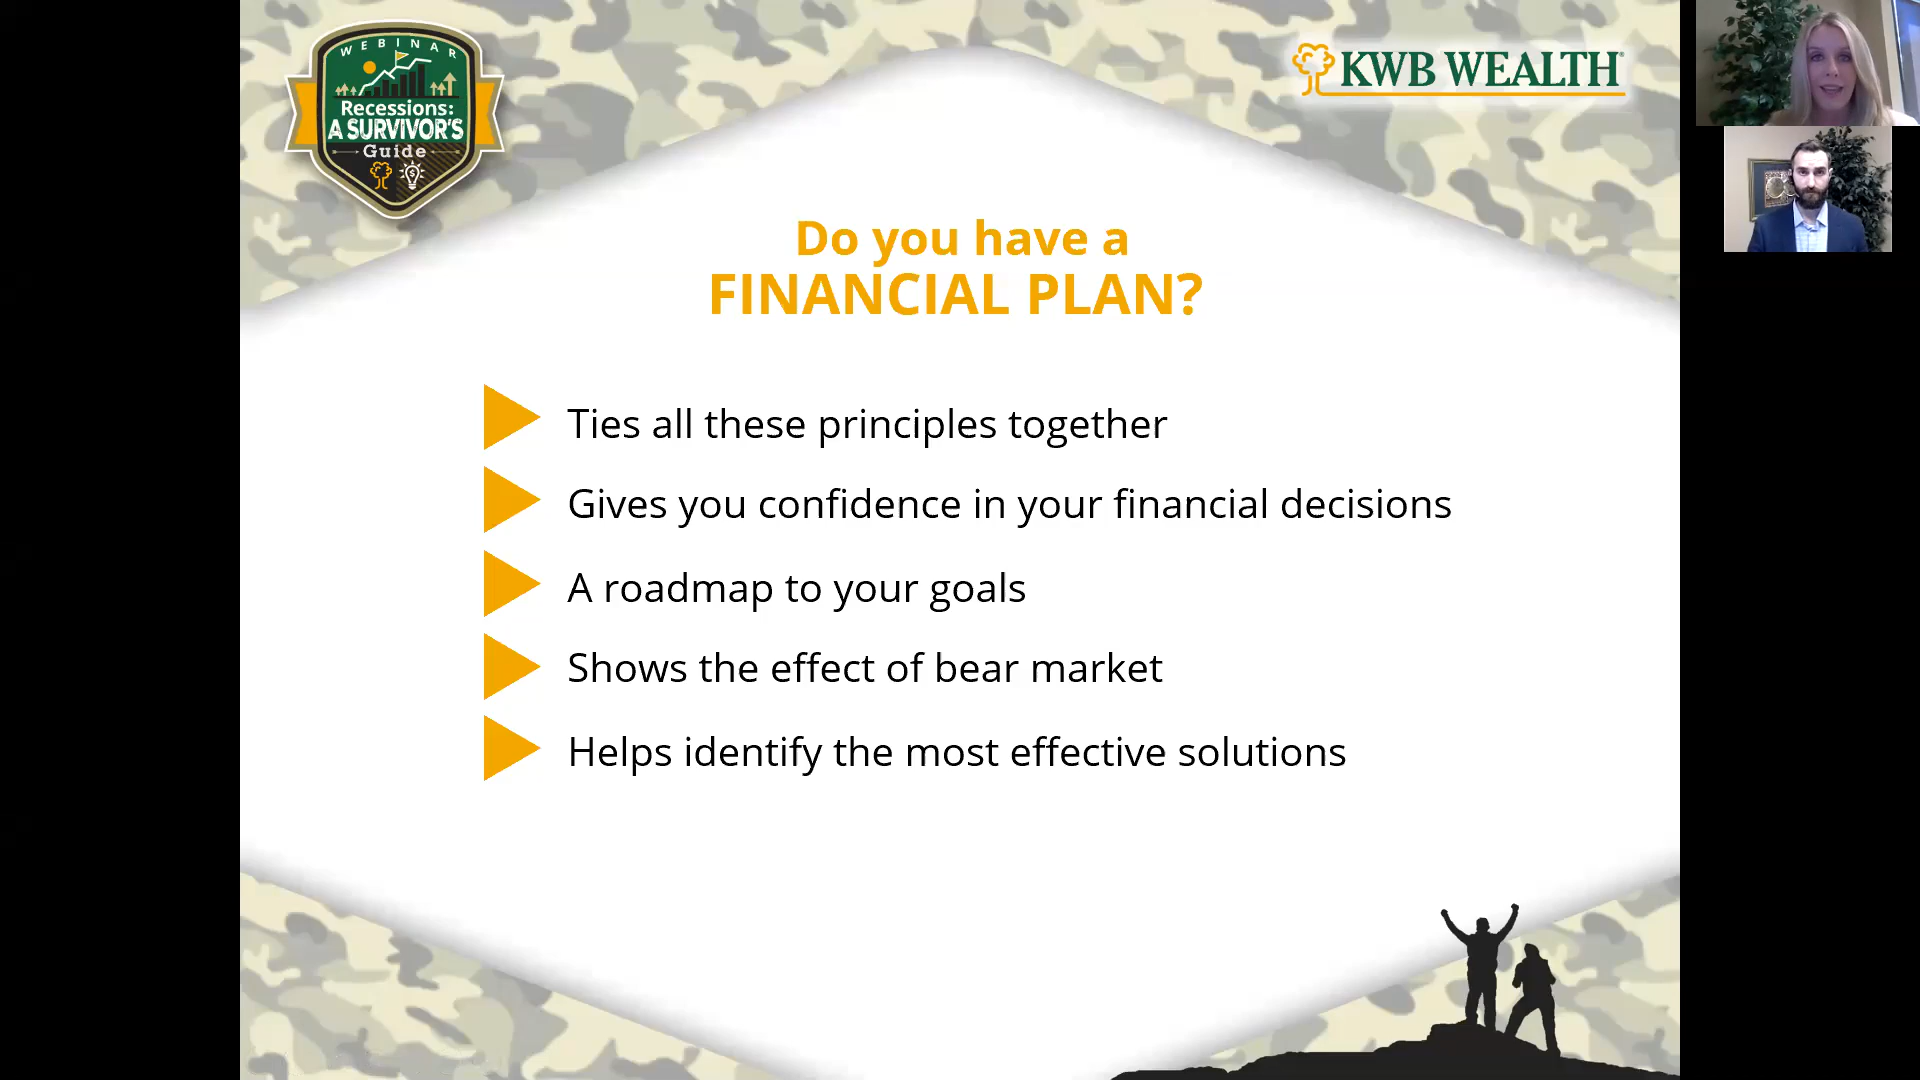 WEBINAR
Recessions:
A SURVIVOR'S
Guide
KWB WEALTH®
Do you have a
FINANCIAL PLAN?
Ties all these principles together
Gives you confidence in your financial decisions
A roadmap to your goals
Shows the effect of bear market
Helps identify the most effective solutions